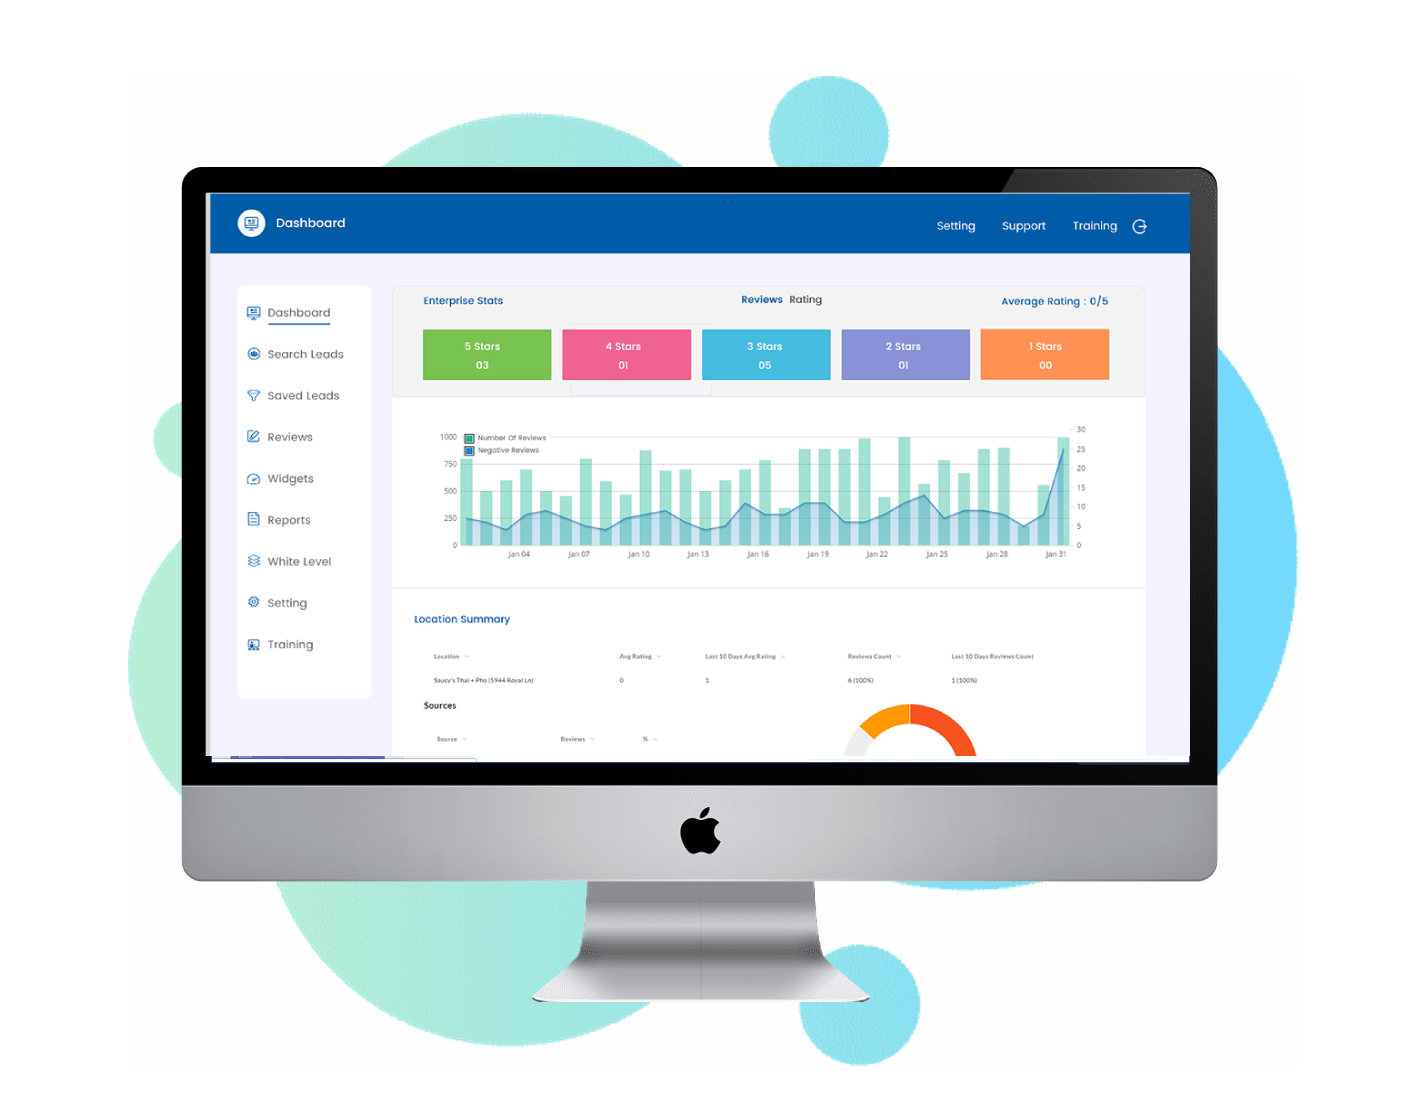 Dashboard
Setting Support Training
Dashboard
Search Leads
Saved Leads
Reviews
Widgets
Reports
White Level
Setting
Training
Enterprise Stats Reviews Rating Average Rating : 0/5
5 Stars 4 Stars 3 Stars 2 Stars 1 Stars
03 01 05 01 00
Number Of Reviews
Negative Reviews
1000
750
500
250
0
30
25
20
15
10
5
0
Jan 04 Jan 07 Jan 10 Jan 13 Jan 16 Jan 19 Jan 22 Jan 25 Jan 28 Jan 31
Location Summary
Location Avg Rating Last 10 Days Avg Rating Reviews Count Last 10 Days Reviews Count
Saucy's Thai + Pho (5944 Royal Ln) 0 1 6 (100%) 1 (100%)
Sources
Source Reviews %